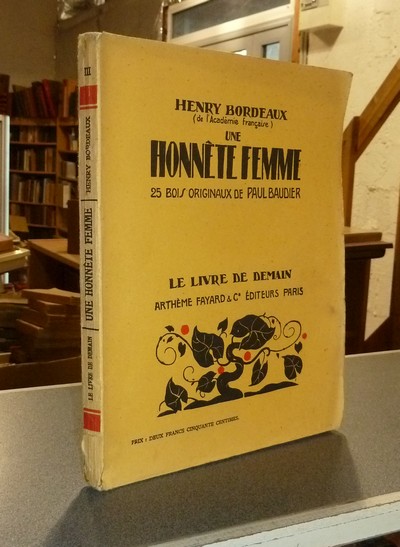 HENRY BORDEAUX
(de l'Académie Française)
UNE
HONNÊTE FEMME
25 BOIS ORIGINAUX DE PAUL BAUDIER
LE LIVRE DE DEMAIN
ARTHÈME FAYARD & Cie ÉDITEURS PARIS
PRIX : DEUX FRANCS CINQUANTE CENTIMES
III
HENRY BORDEAUX
UNE HONNÊTE FEMME
LE LIVRE DE DEMAIN